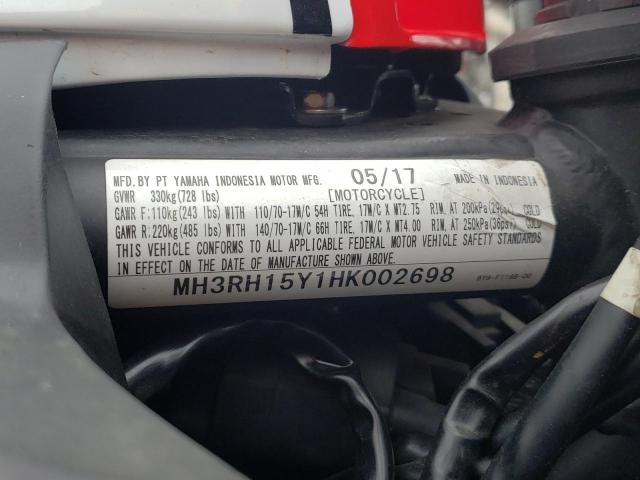 MFD.BY PT YAMAHA INDONESIA MOTOR MFG. 05/17 MADE IN INDONESIA
GVWR 330kg(728 lbs) [MOTORCYCLE]
GAWR F:110kg(243 lbs) WITH 110/70-17M/C 54H TIRE, 17M/C X MT2.75 RIM, AT 200kPa(29psi) COLD
GAWR R:220kg(485 lbs) WITH 140/70-17M/C 66H TIRE, 17M/C X MT4.00 RIM, AT 250kPa(36psi) COLD
THIS VEHICLE CONFORMS TO ALL APPLICABLE FEDERAL MOTOR VEHICLE SAFETY STANDARDS
IN EFFECT ON THE DATE OF MANUFACTURE SHOWN ABOVE.
MH3RH15Y1HK002698